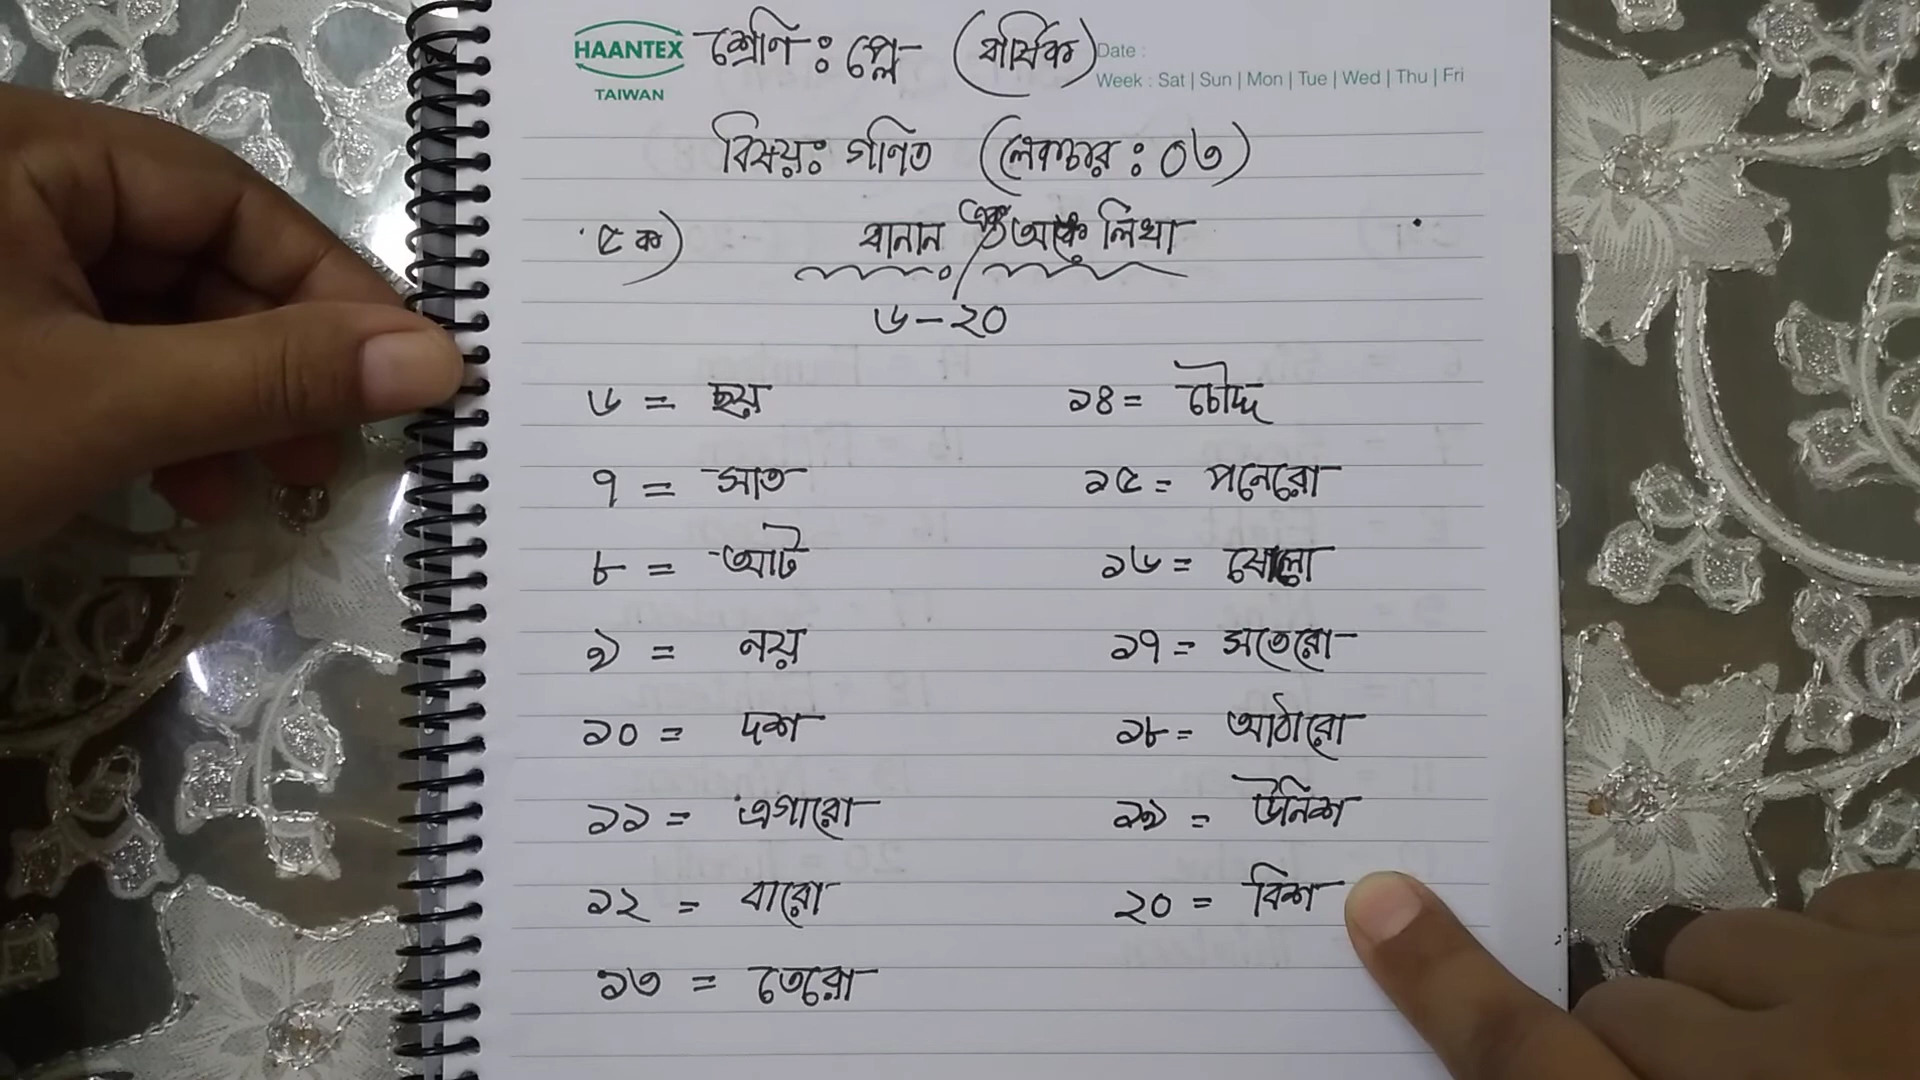 HAANTEX
TAIWAN
শ্রেণি: প্লে (বার্ষিক)
Date :
Week : Sat | Sun | Mon | Tue | Wed | Thu | Fri
বিষয়: গণিত (লেকচার: ০৬)
৫ ক) বানান অংক লিখা
৬-২০
৬ = ছয়
৭ = সাত
৮ = আট
৯ = নয়
১০ = দশ
১১ = এগারো
১২ = বারো
১৩ = তেরো
১৪ = চৌদ্দ
১৫ = পনেরো
১৬ = ষোলো
১৭ = সতেরো
১৮ = আঠারো
১৯ = উনিশ
২০ = বিশ